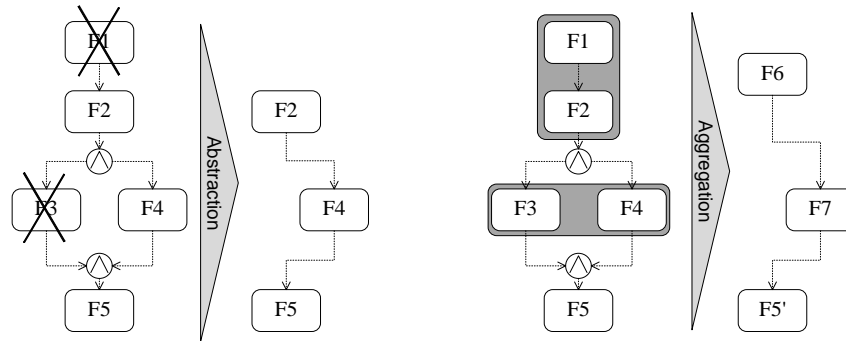 F1
F2
F3
F4
F5
Abstraction
F2
F4
F5
F1
F2
F3
F4
F5
Aggregation
F6
F7
F5'